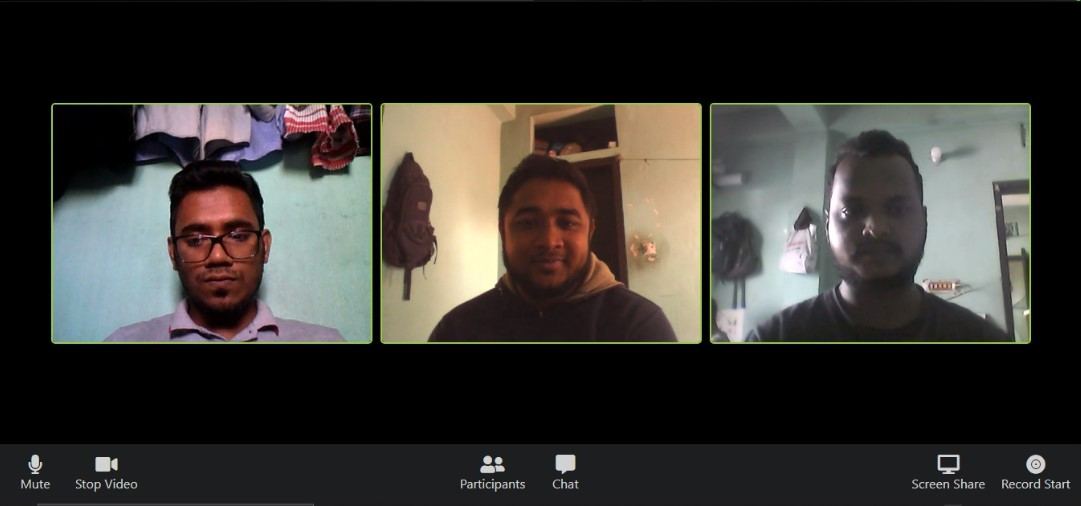 Mute
Stop Video
Participants
Chat
Screen Share
Record Start